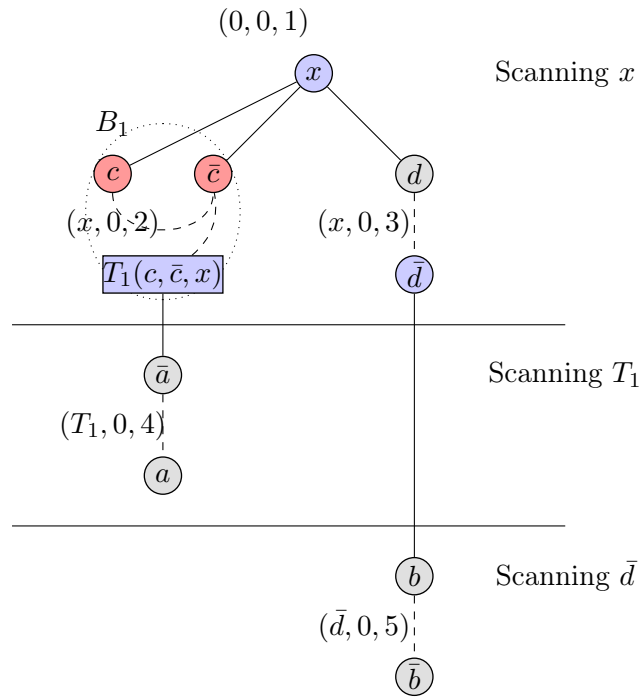 (0, 0, 1)
x
Scanning x
B₁
c
c̄
d
(x, 0, 2)
(x, 0, 3)
T₁(c, c̄, x)
d̄
ā
Scanning T₁
(T₁, 0, 4)
a
b
Scanning d̄
(d̄, 0, 5)
b̄